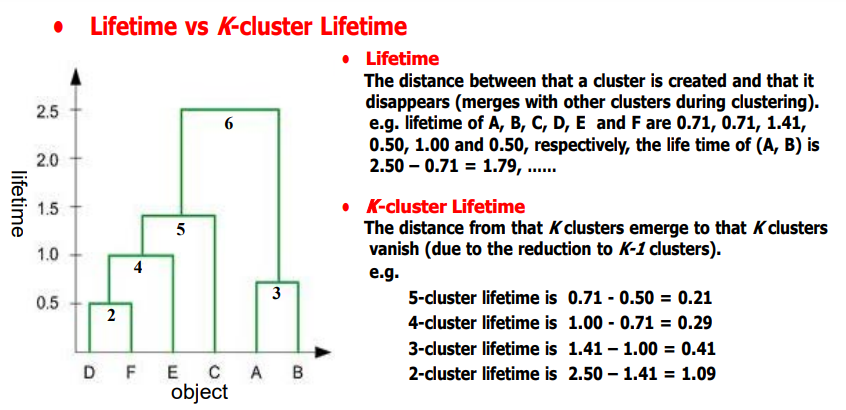 • Lifetime vs K-cluster Lifetime
• Lifetime
The distance between that a cluster is created and that it
disappears (merges with other clusters during clustering).
e.g. lifetime of A, B, C, D, E and F are 0.71, 0.71, 1.41,
0.50, 1.00 and 0.50, respectively, the life time of (A, B) is
2.50 – 0.71 = 1.79, ......
• K-cluster Lifetime
The distance from that K clusters emerge to that K clusters
vanish (due to the reduction to K-1 clusters).
e.g.
5-cluster lifetime is 0.71 - 0.50 = 0.21
4-cluster lifetime is 1.00 - 0.71 = 0.29
3-cluster lifetime is 1.41 – 1.00 = 0.41
2-cluster lifetime is 2.50 – 1.41 = 1.09
lifetime
2.5
2.0
1.5
1.0
0.5
6
5
4
3
2
D F E C A B
object